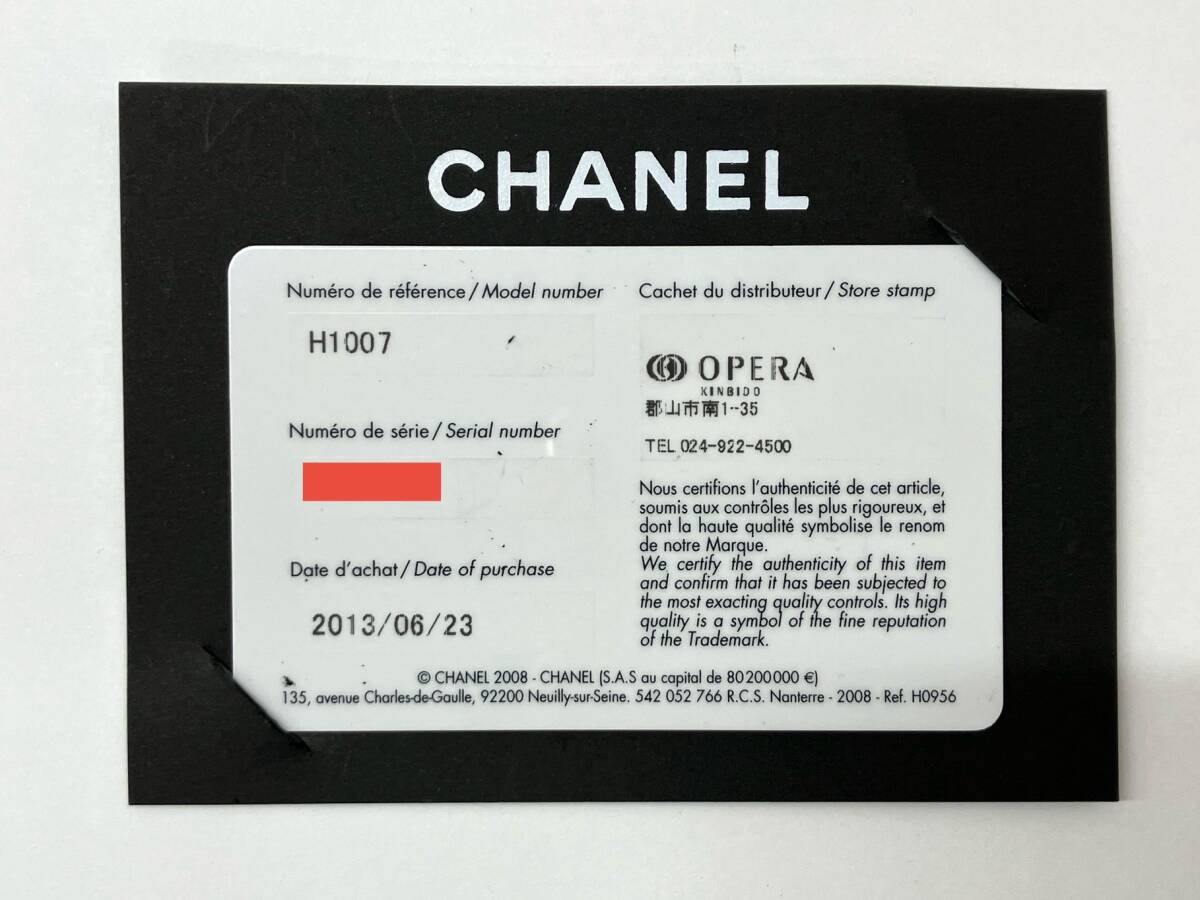 CHANEL
Numéro de référence / Model number
H1007
Numéro de série / Serial number
Date d'achat / Date of purchase
2013/06/23
Cachet du distributeur / Store stamp
OPERA
KINBIDO
郡山市南1-35
TEL 024-922-4500
Nous certifions l'authenticité de cet article,
soumis aux contrôles les plus rigoureux, et
dont la haute qualité symbolise le renom
de notre Marque.
We certify the authenticity of this item
and confirm that it has been subjected to
the most exacting quality controls. Its high
quality is a symbol of the fine reputation
of the Trademark.
© CHANEL 2008 - CHANEL (S.A.S au capital de 80200000 €)
135, avenue Charles-de-Gaulle, 92200 Neuilly-sur-Seine. 542 052 766 R.C.S. Nanterre - 2008 - Ref. H0956